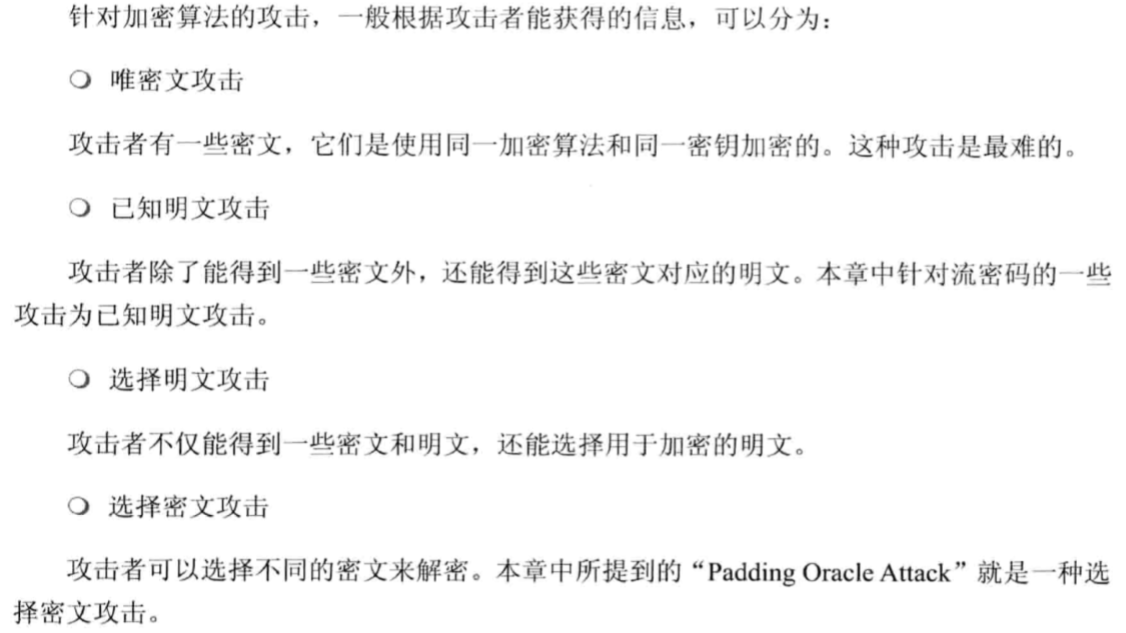 针对加密算法的攻击，一般根据攻击者能获得的信息，可以分为：
○ 唯密文攻击
攻击者有一些密文，它们是使用同一加密算法和同一密钥加密的。这种攻击是最难的。
○ 已知明文攻击
攻击者除了能得到一些密文外，还能得到这些密文对应的明文。本章中针对流密码的一些
攻击为已知明文攻击。
○ 选择明文攻击
攻击者不仅能得到一些密文和明文，还能选择用于加密的明文。
○ 选择密文攻击
攻击者可以选择不同的密文来解密。本章中所提到的“Padding Oracle Attack”就是一种选
择密文攻击。